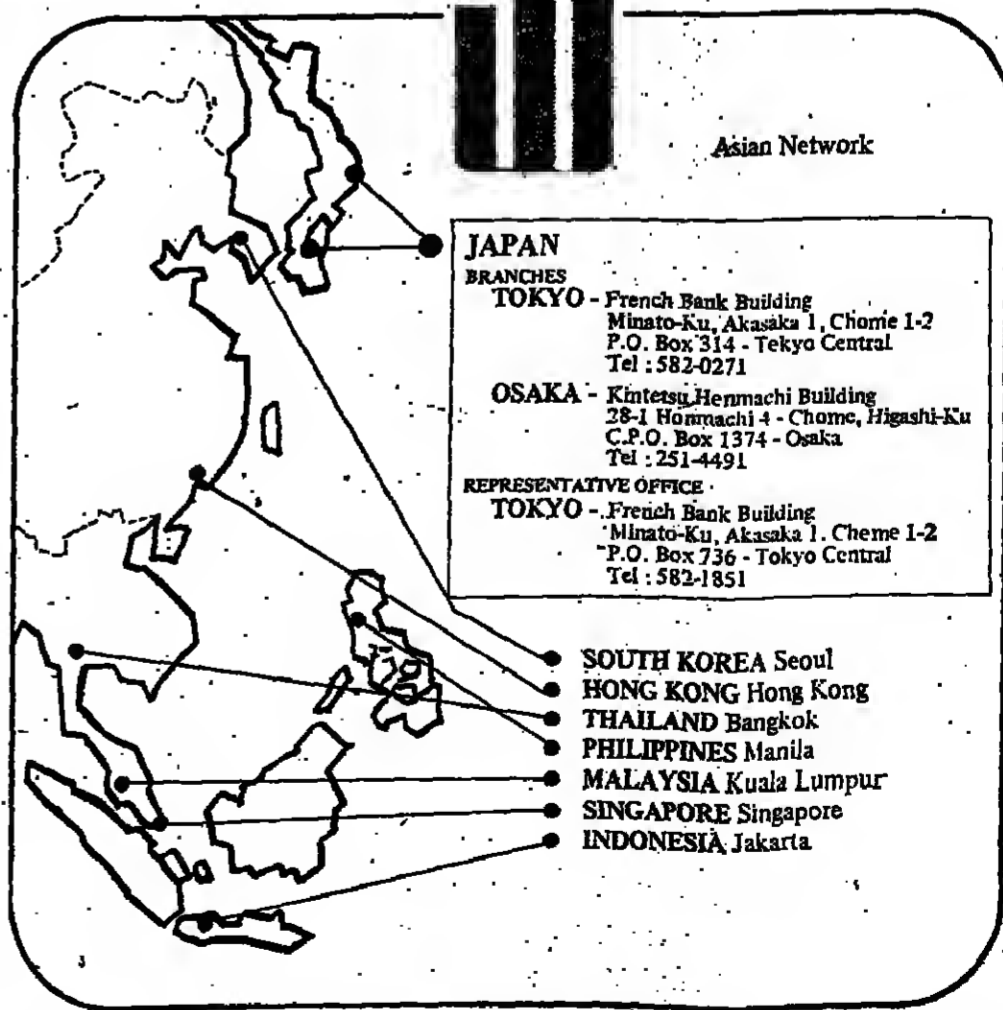 Asian Network
JAPAN
BRANCHES
TOKYO - French Bank Building
Minato-Ku, Akasaka 1, Chome 1-2
P.O. Box 314 - Tekyo Central
Tel : 582-0271
OSAKA - Kintetsu Henmachi Building
28-1 Honmachi 4 - Chome, Higashi-Ku
C.P.O. Box 1374 - Osaka
Tel : 251-4491
REPRESENTATIVE OFFICE
TOKYO - French Bank Building
Minato-Ku, Akasaka 1. Cheme 1-2
P.O. Box 736 - Tokyo Central
Tel : 582-1851
SOUTH KOREA Seoul
HONG KONG Hong Kong
THAILAND Bangkok
PHILIPPINES Manila
MALAYSIA Kuala Lumpur
SINGAPORE Singapore
INDONESIA Jakarta